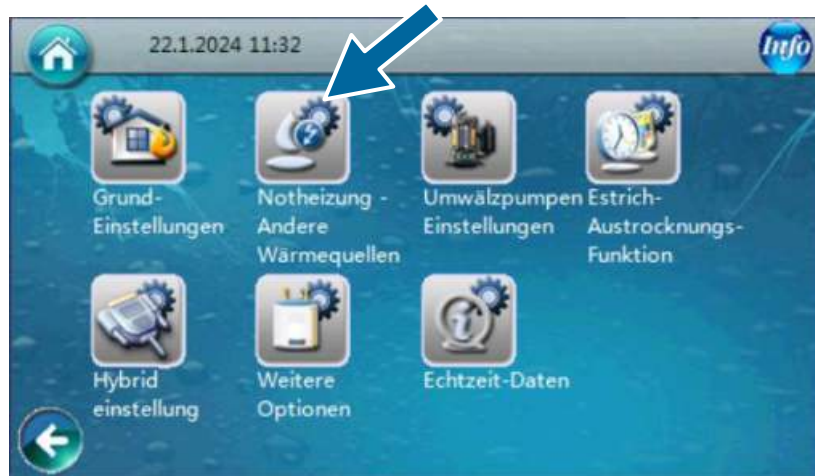 22.1.2024 11:32
Info
Grund-
Einstellungen
Notheizung -
Andere
Wärmequellen
Umwälzpumpen
Einstellungen
Estrich-
Austrocknungs-
Funktion
Hybrid
einstellung
Weitere
Optionen
Echtzeit-Daten